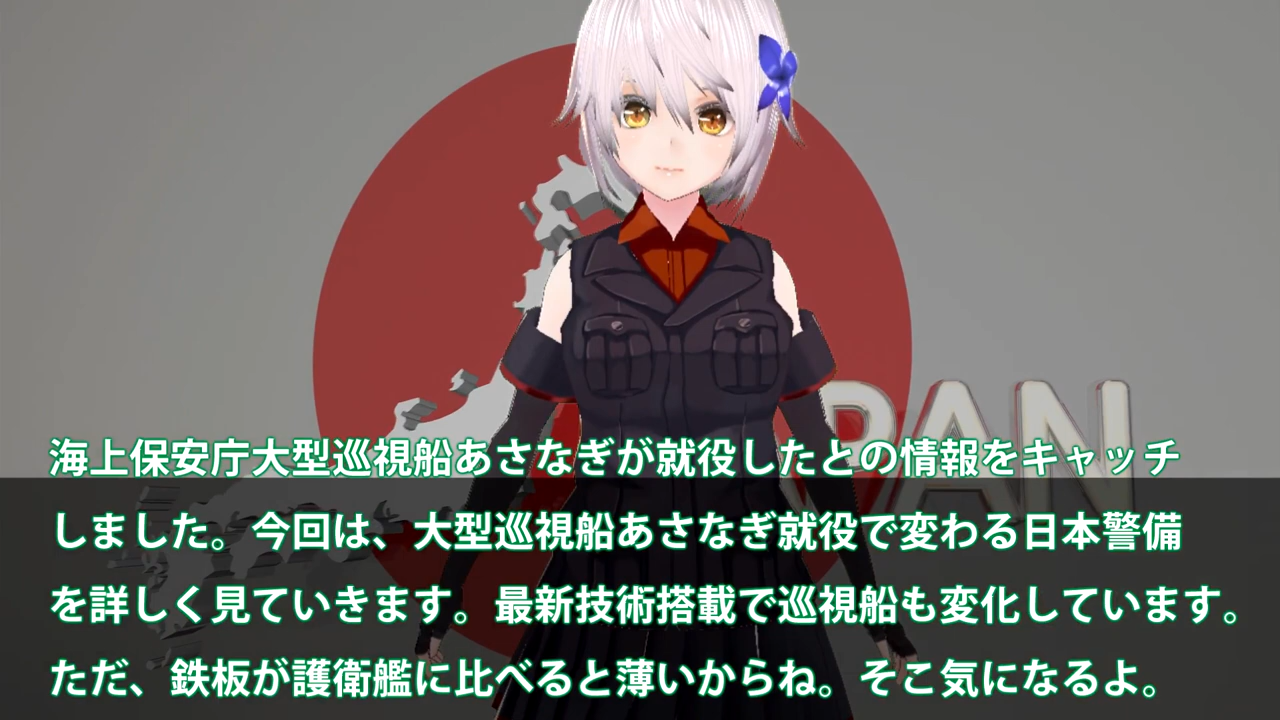 JAPAN
海上保安庁大型巡視船あさなぎが就役したとの情報をキャッチ
しました。今回は、大型巡視船あさなぎ就役で変わる日本警備
を詳しく見ていきます。最新技術搭載で巡視船も変化しています。
ただ、鉄板が護衛艦に比べると薄いからね。そこ気になるよ。